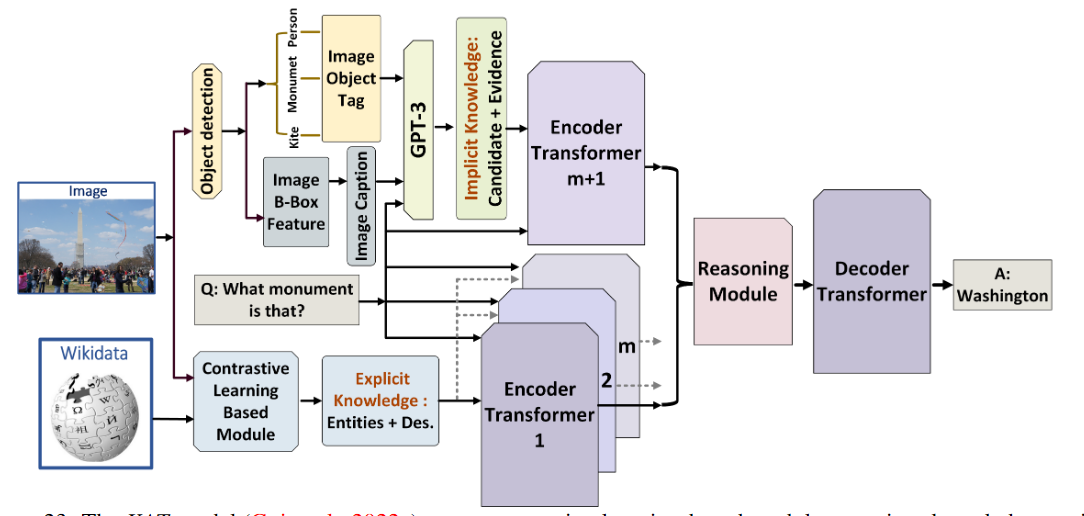 Person
Monumet
Kite
Image
Object
Tag
Object detection
GPT-3
Implicit Knowledge:
Candidate + Evidence
Encoder
Transformer
m+1
Image
B-Box
Feature
Image Caption
Image
Q: What monument
is that?
Reasoning
Module
Decoder
Transformer
A:
Washington
Wikidata
Contrastive
Learning
Based
Module
Explicit
Knowledge :
Entities + Des.
m
2
Encoder
Transformer
1